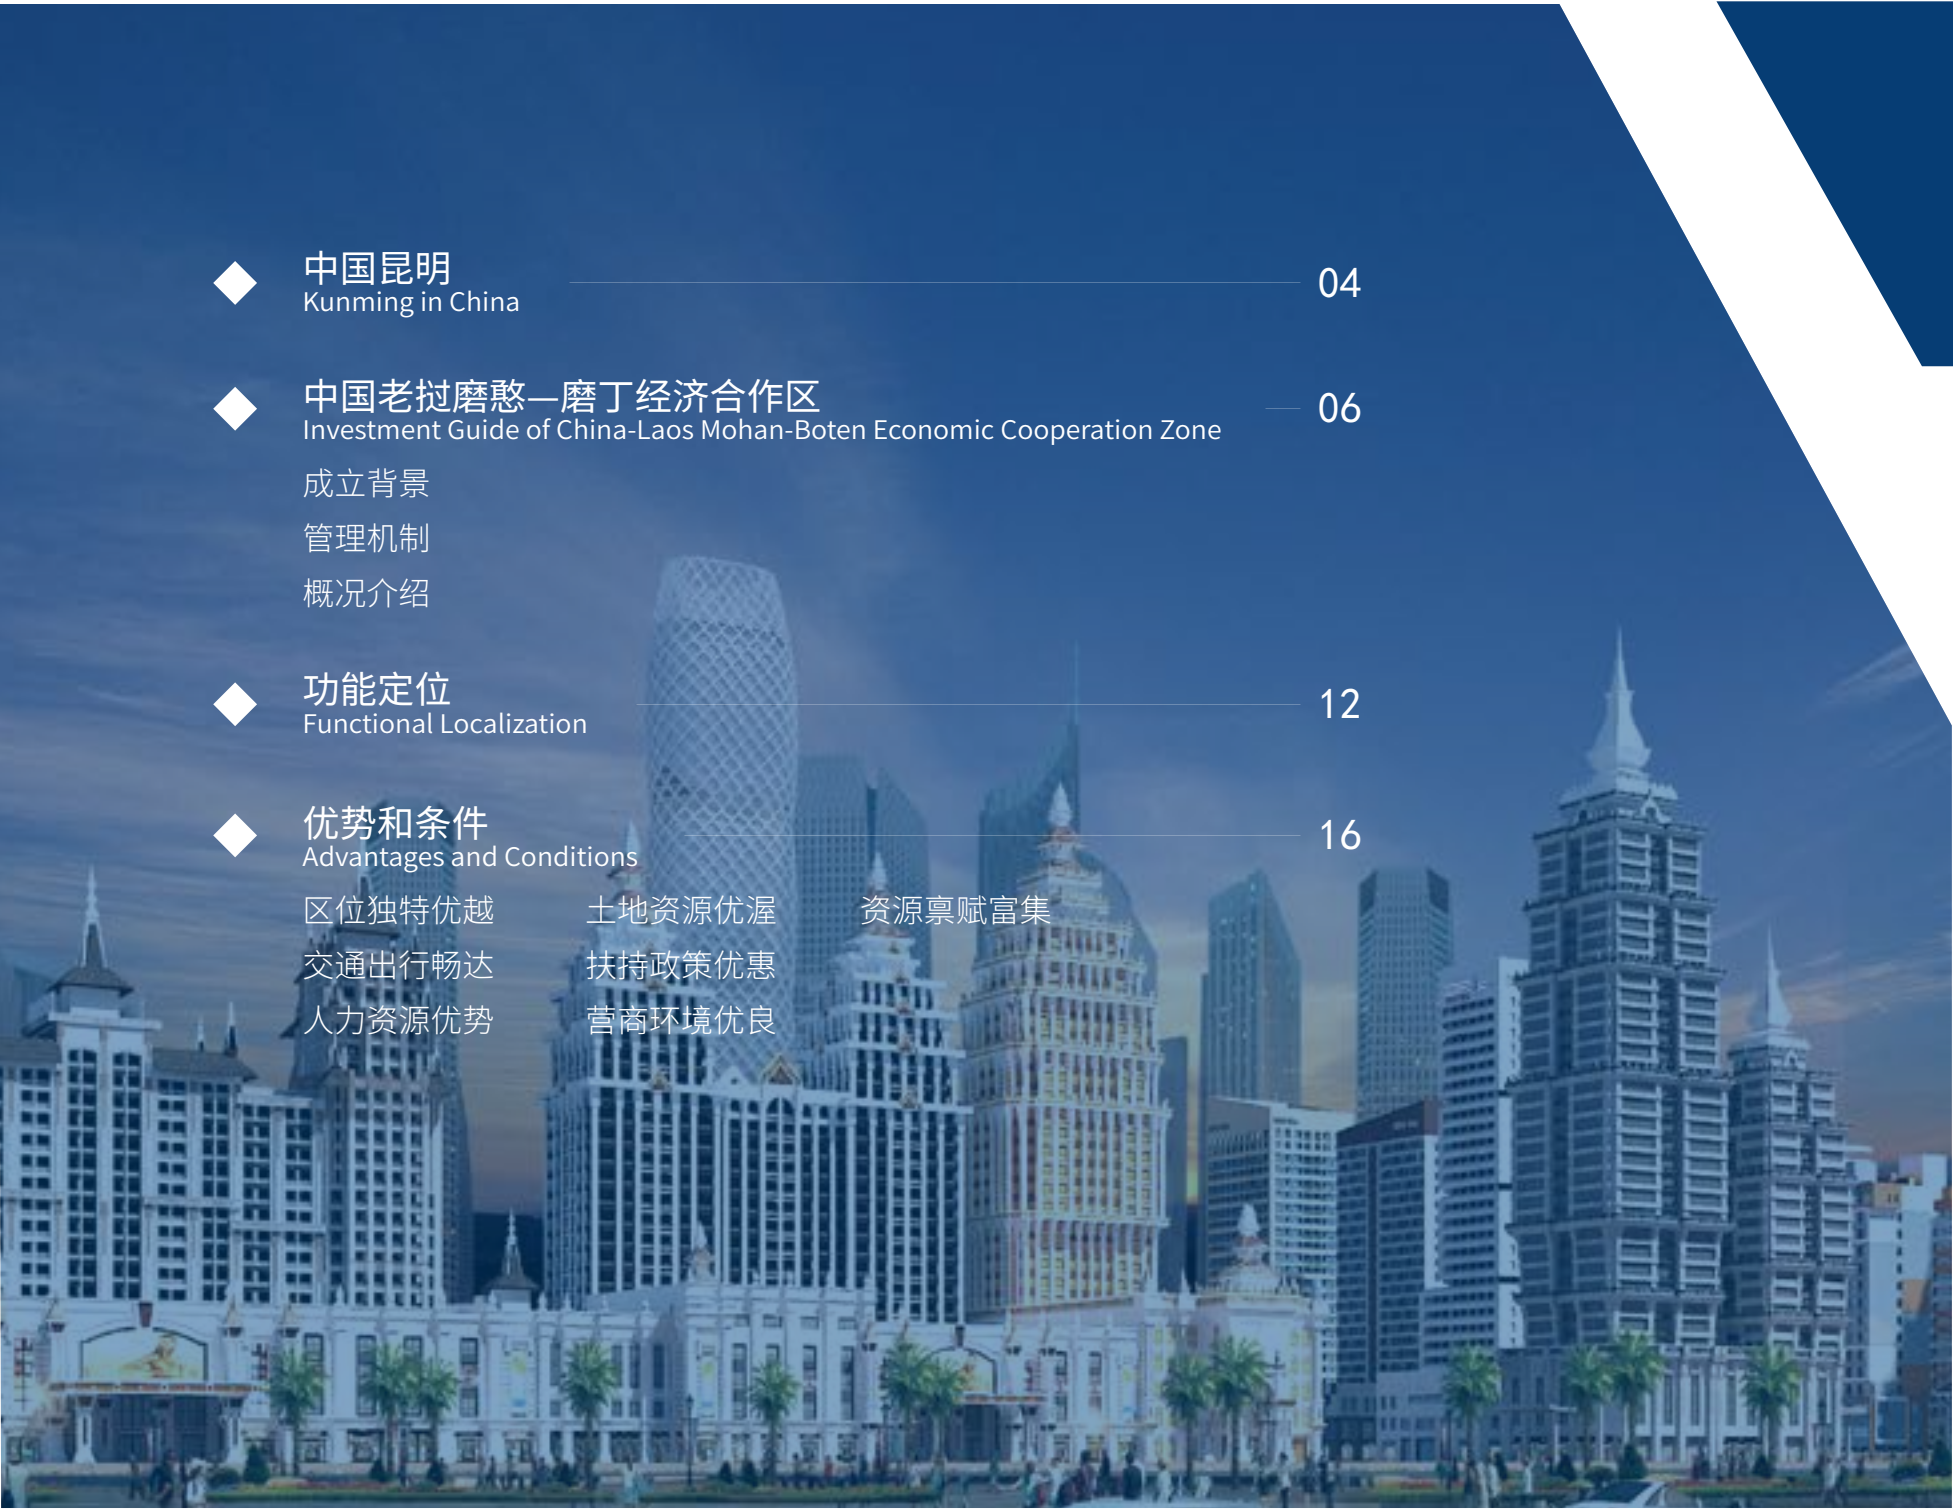 中国昆明
Kunming in China
04
中国老挝磨憨—磨丁经济合作区
Investment Guide of China-Laos Mohan-Boten Economic Cooperation Zone
06
成立背景
管理机制
概况介绍
功能定位
Functional Localization
12
优势和条件
Advantages and Conditions
16
区位独特优越 土地资源优渥 资源禀赋富集
交通出行畅达 扶持政策优惠
人力资源优势 营商环境优良